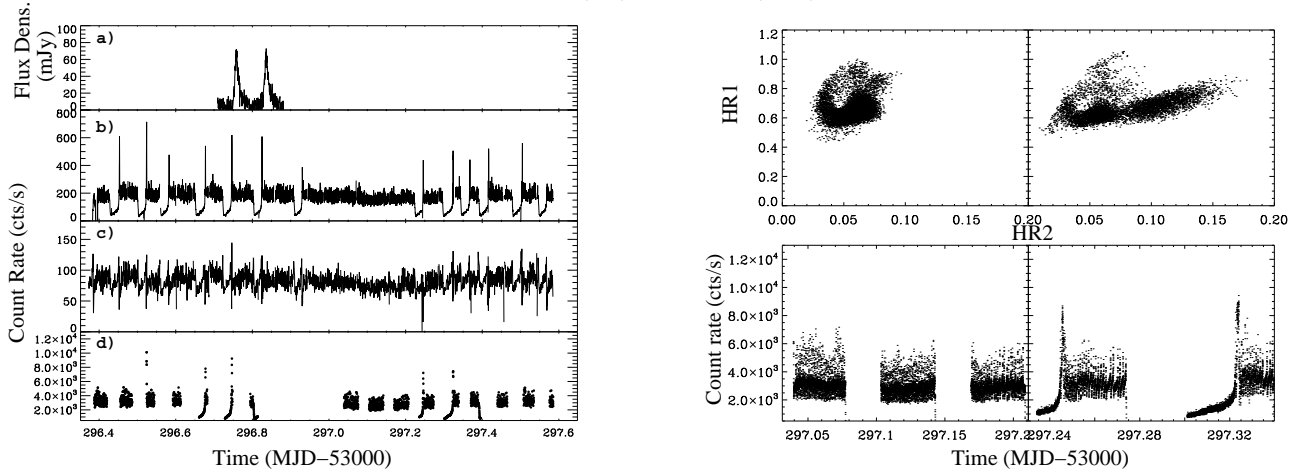 Flux Dens.
(mJy)
a)
100
80
60
40
20
0
b)
800
600
400
200
0
Count Rate (cts/s)
c)
150
100
50
0
d)
1.2×10⁴
1.0×10⁴
8.0×10³
6.0×10³
4.0×10³
2.0×10³
296.4 296.6 296.8 297.0 297.2 297.4 297.6
Time (MJD−53000)
HR1
1.2
1.0
0.8
0.6
0.4
0.2
0.0
0.00 0.05 0.10 0.15 0.20 0.05 0.10 0.15 0.20
HR2
Count rate (cts/s)
1.2×10⁴
1.0×10⁴
8.0×10³
6.0×10³
4.0×10³
2.0×10³
297.05 297.1 297.15 297.2 297.24 297.28 297.32
Time (MJD−53000)